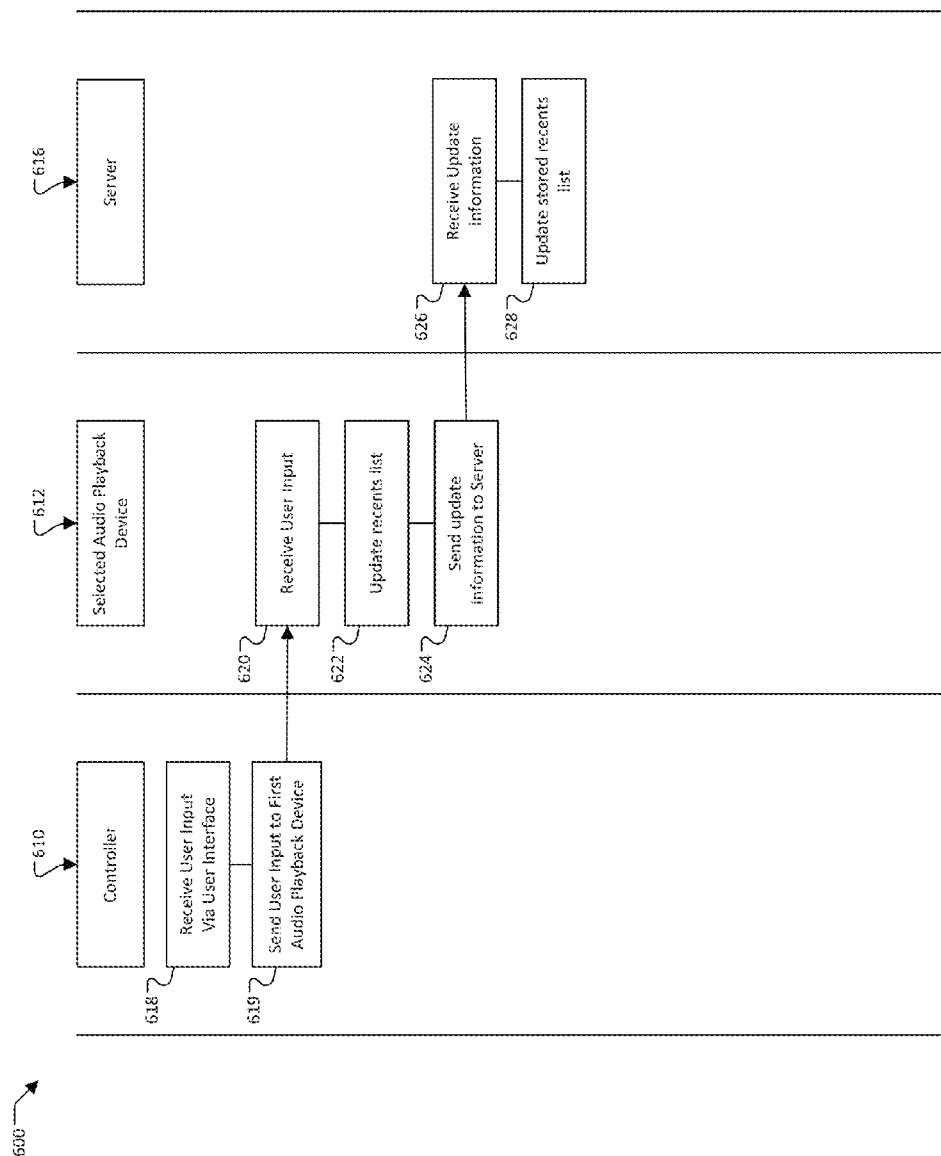 600
610
Controller
618
Receive User Input
Via User Interface
619
Send User Input to First
Audio Playback Device
612
Selected Audio Playback
Device
620
Receive User Input
622
Update recents list
624
Send update
information to Server
616
Server
626
Receive Update
information
628
Update stored recents
list